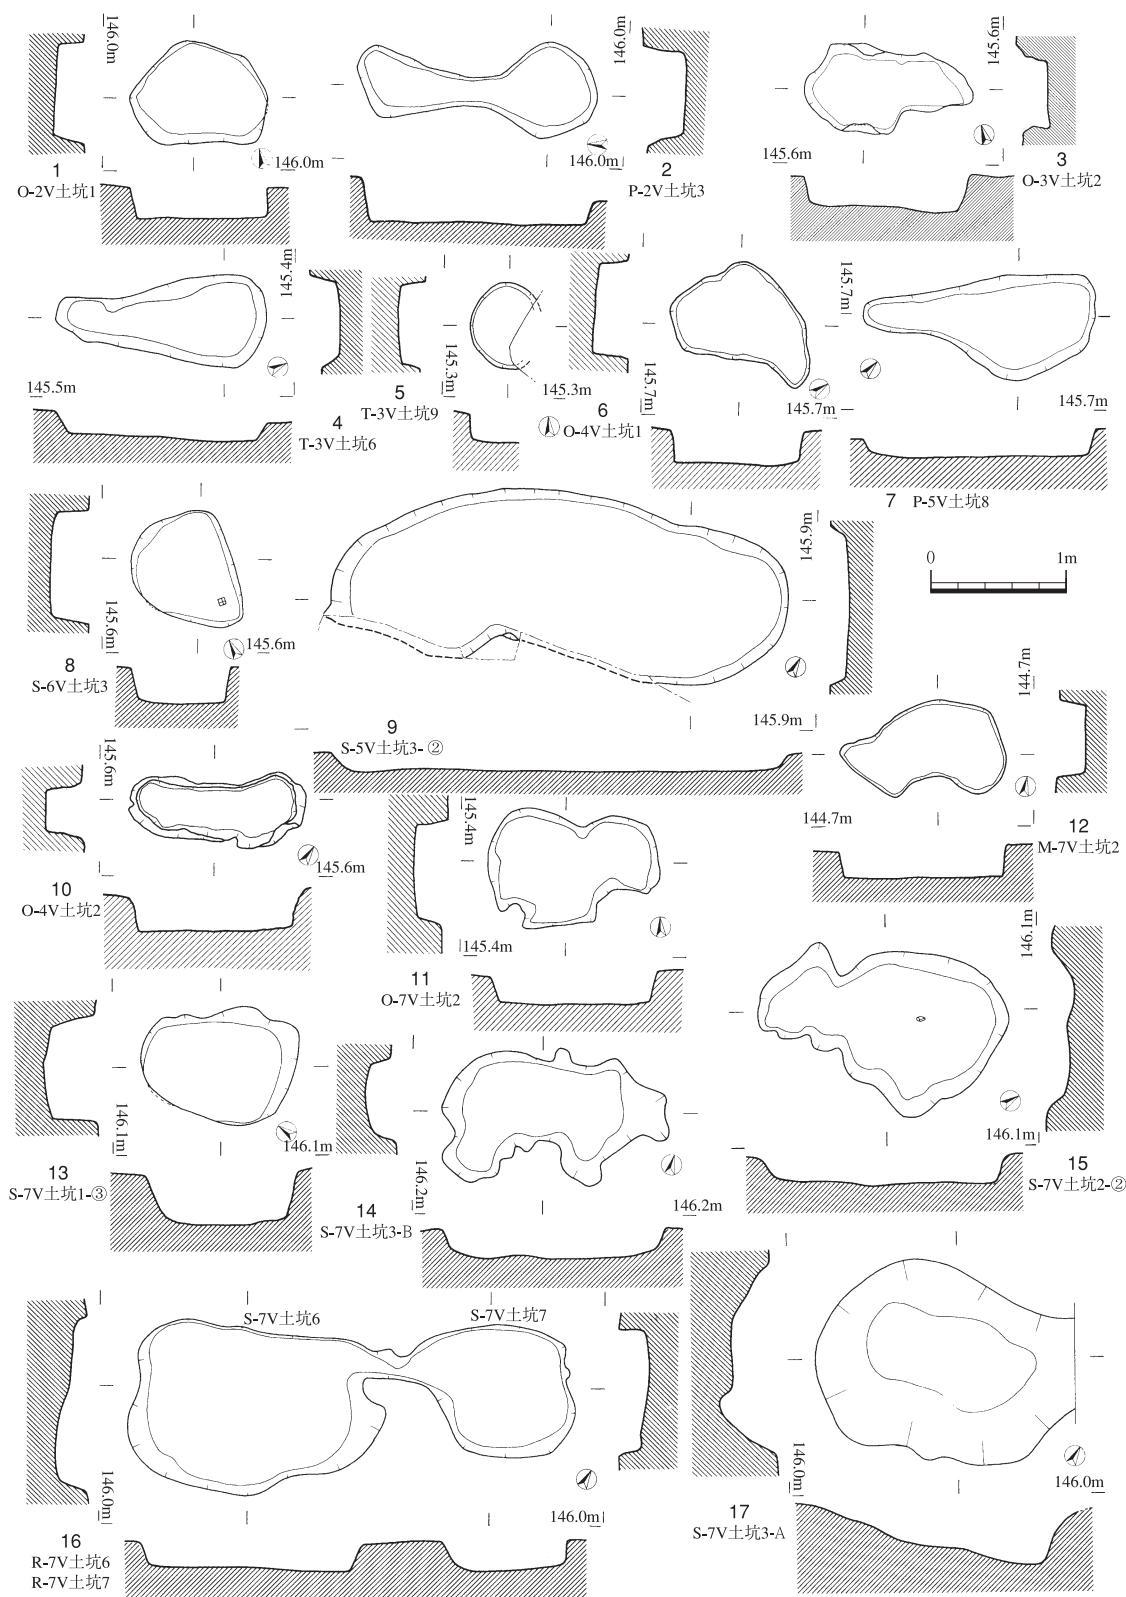 146.0m
146.0m
1
O-2V土坑1
146.0m
146.0m
2
P-2V土坑3
145.6m
145.6m
3
O-3V土坑2
145.4m
145.5m
4
T-3V土坑6
5
T-3V土坑9
145.3m
145.3m
6
O-4V土坑1
145.7m
145.7m
145.7m
145.7m
7
P-5V土坑8
8
S-6V土坑3
145.6m
145.6m
9
S-5V土坑3-②
145.9m
145.9m
0
1m
10
O-4V土坑2
145.6m
145.6m
11
O-7V土坑2
145.4m
145.4m
144.7m
144.7m
12
M-7V土坑2
13
S-7V土坑1-③
146.1m
146.1m
14
S-7V土坑3-B
146.2m
146.2m
146.1m
146.1m
15
S-7V土坑2-②
S-7V土坑6
S-7V土坑7
16
R-7V土坑6
R-7V土坑7
146.0m
146.0m
17
S-7V土坑3-A
146.0m
146.0m